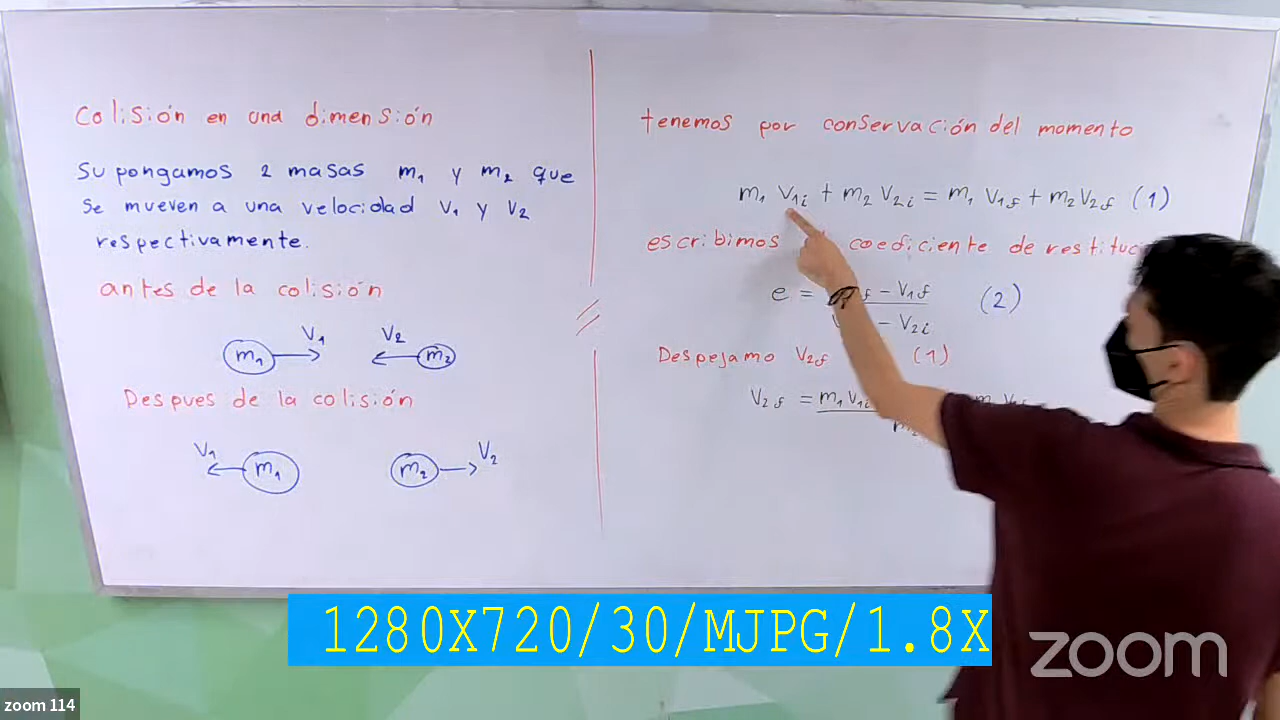 Colisión en una dimensión
Supongamos 2 masas m₁ y m₂ que
se mueven a una velocidad V₁ y V₂
respectivamente.
antes de la colisión
V₁ V₂
m₁ m₂
Despues de la colisión
V₁ V₂
m₁ m₂
tenemos por conservación del momento
m₁ V₁i + m₂ V₂i = m₁ V₁f + m₂ V₂f (1)
escribimos coeficiente de
e = f - V₁f (2)
- V₂i
Despejamo V₂f (1)
V₂f = m₁ V₁i
1280X720/30/MJPG/1.8X
zoom
zoom 114